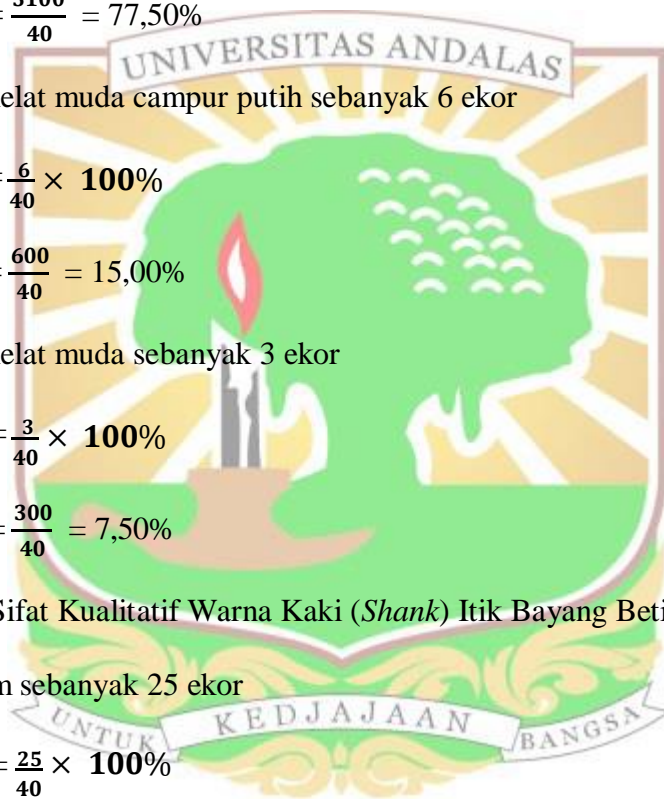 = 3100/40 = 77,50%
UNIVERSITAS ANDALAS
elat muda campur putih sebanyak 6 ekor
= 6/40 × 100%
= 600/40 = 15,00%
elat muda sebanyak 3 ekor
= 3/40 × 100%
= 300/40 = 7,50%
Sifat Kualitatif Warna Kaki (Shank) Itik Bayang Beti
m sebanyak 25 ekor
UNTUK KEDJAJAAN BANGSA
= 25/40 × 100%